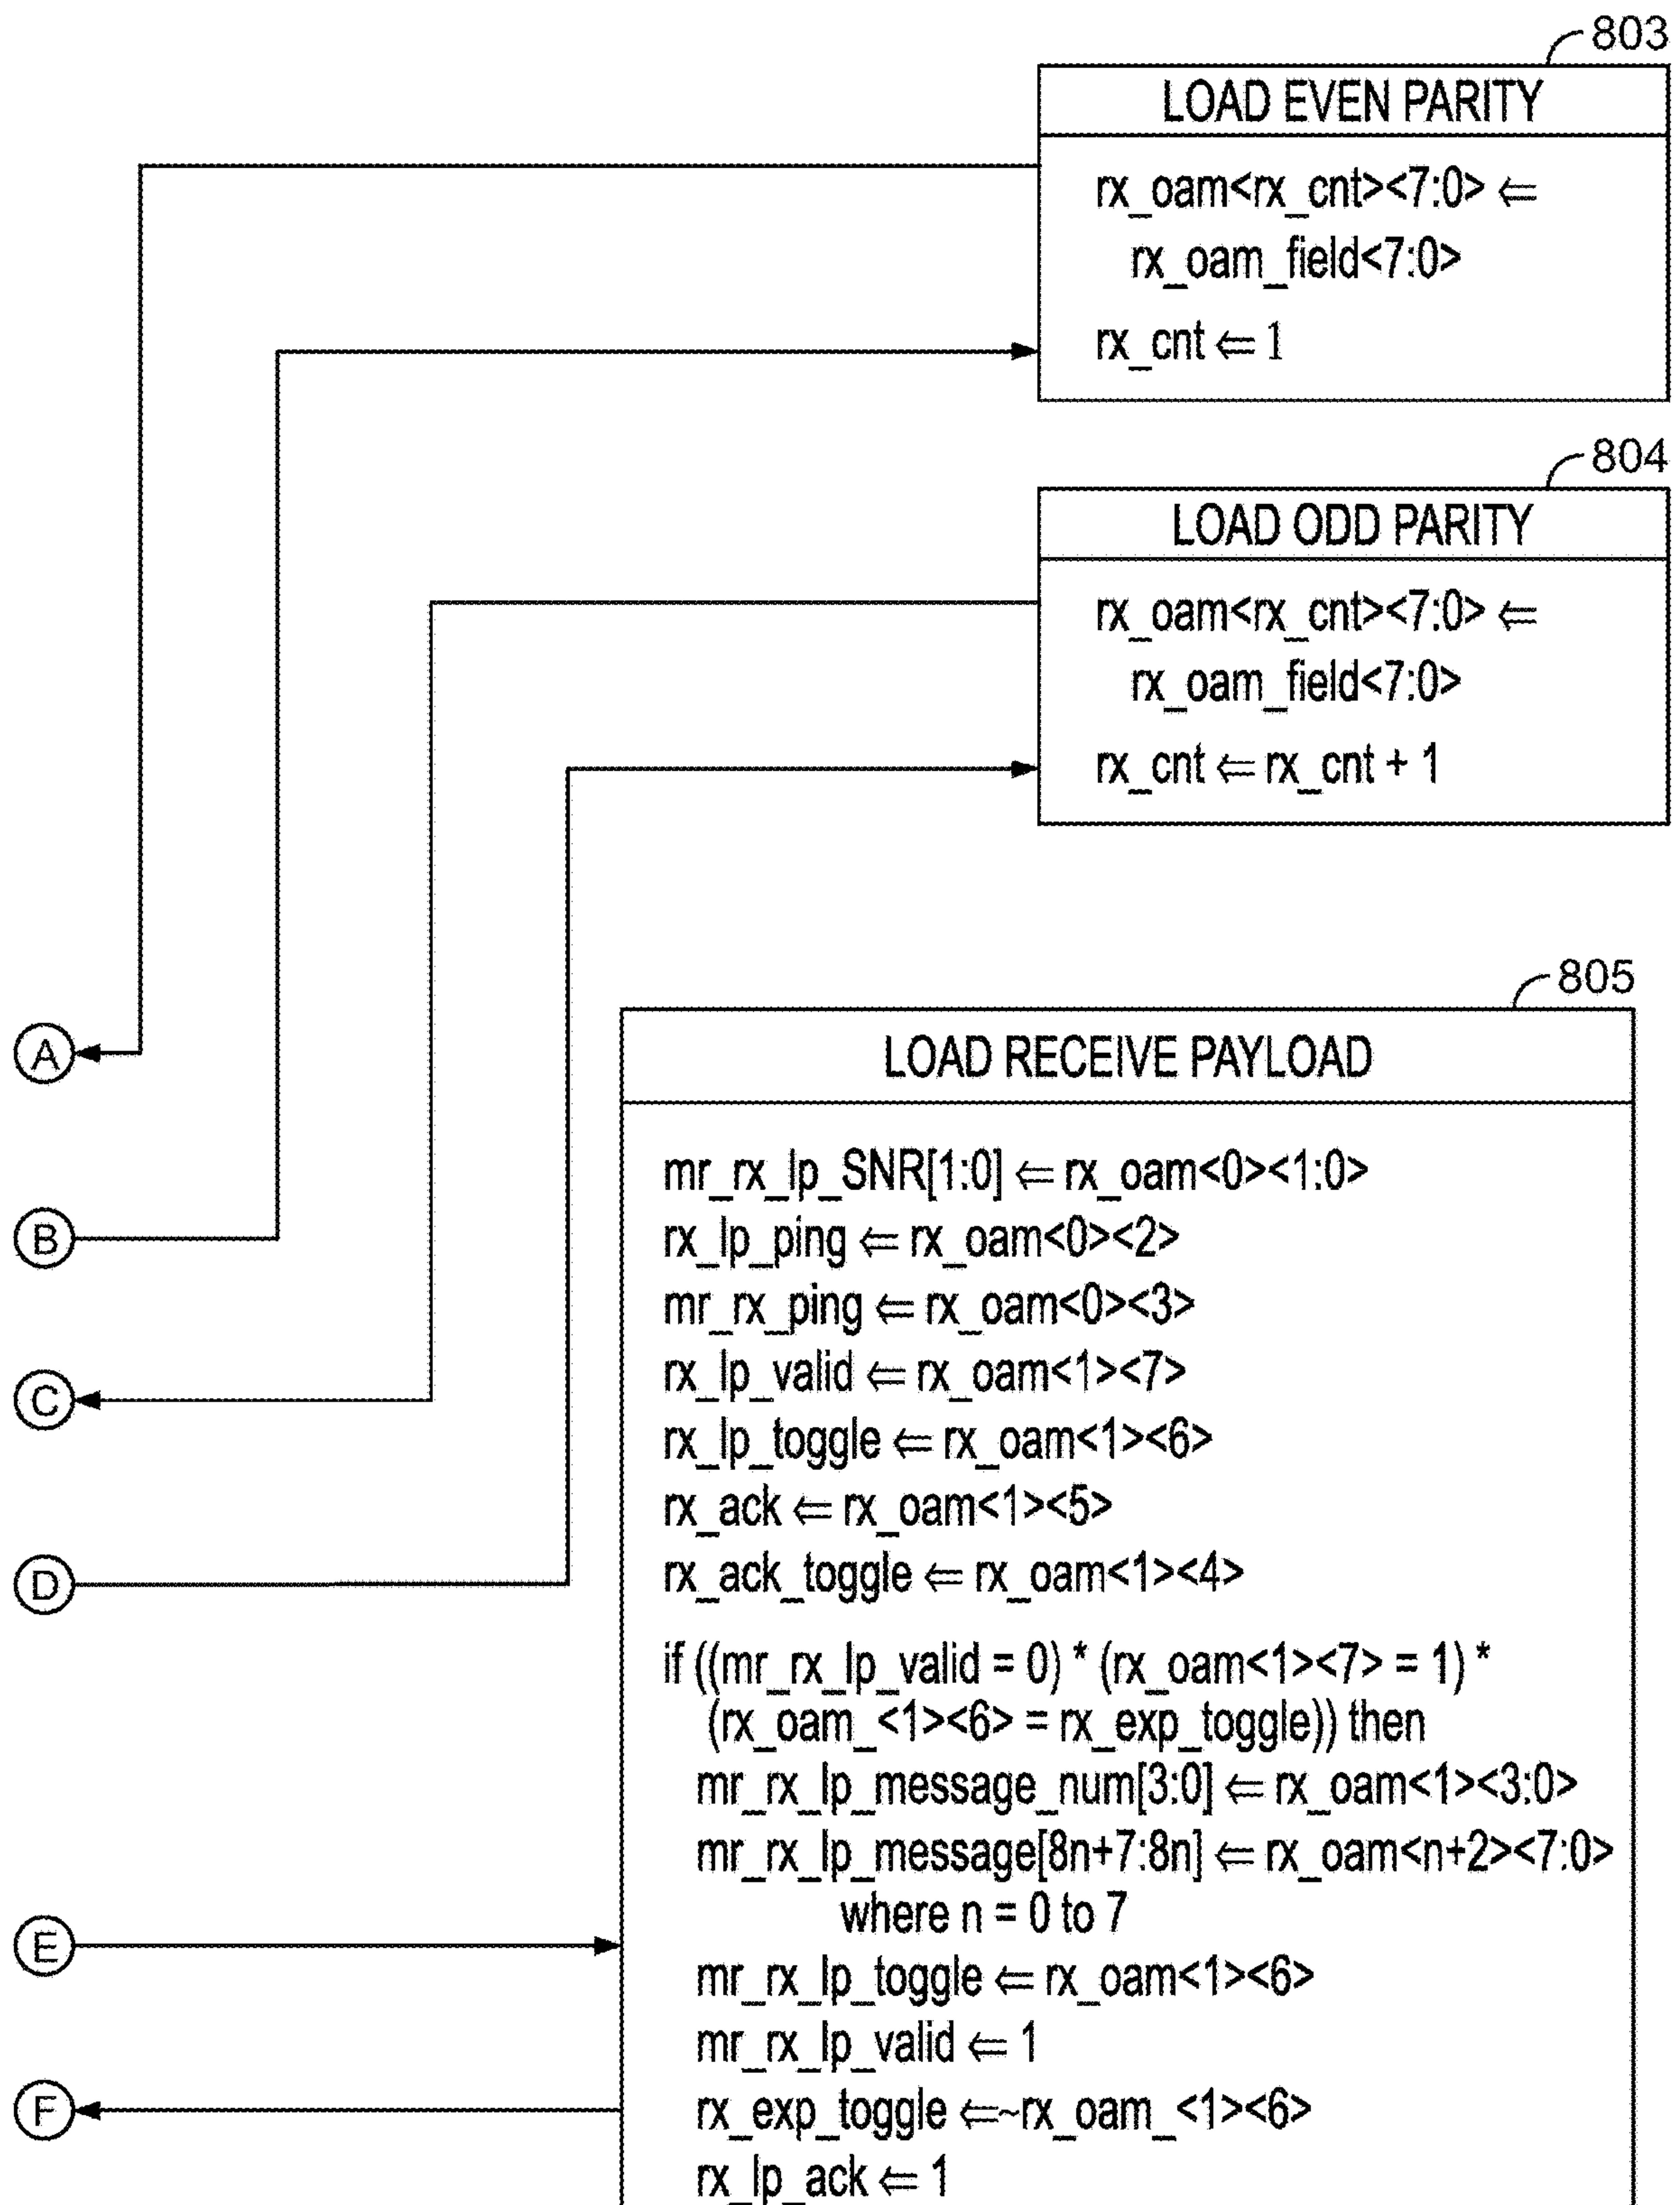 803
LOAD EVEN PARITY
rx_oam<rx_cnt><7:0> ⇐
rx_oam_field<7:0>
rx_cnt ⇐ 1
804
LOAD ODD PARITY
rx_oam<rx_cnt><7:0> ⇐
rx_oam_field<7:0>
rx_cnt ⇐ rx_cnt + 1
A
B
C
D
E
F
805
LOAD RECEIVE PAYLOAD
mr_rx_lp_SNR[1:0] ⇐ rx_oam<0><1:0>
rx_lp_ping ⇐ rx_oam<0><2>
mr_rx_ping ⇐ rx_oam<0><3>
rx_lp_valid ⇐ rx_oam<1><7>
rx_lp_toggle ⇐ rx_oam<1><6>
rx_ack ⇐ rx_oam<1><5>
rx_ack_toggle ⇐ rx_oam<1><4>
if ((mr_rx_lp_valid = 0) * (rx_oam<1><7> = 1) *
(rx_oam_<1><6> = rx_exp_toggle)) then
mr_rx_lp_message_num[3:0] ⇐ rx_oam<1><3:0>
mr_rx_lp_message[8n+7:8n] ⇐ rx_oam<n+2><7:0>
where n = 0 to 7
mr_rx_lp_toggle ⇐ rx_oam<1><6>
mr_rx_lp_valid ⇐ 1
rx_exp_toggle ⇐~rx_oam_<1><6>
rx_lp_ack ⇐ 1